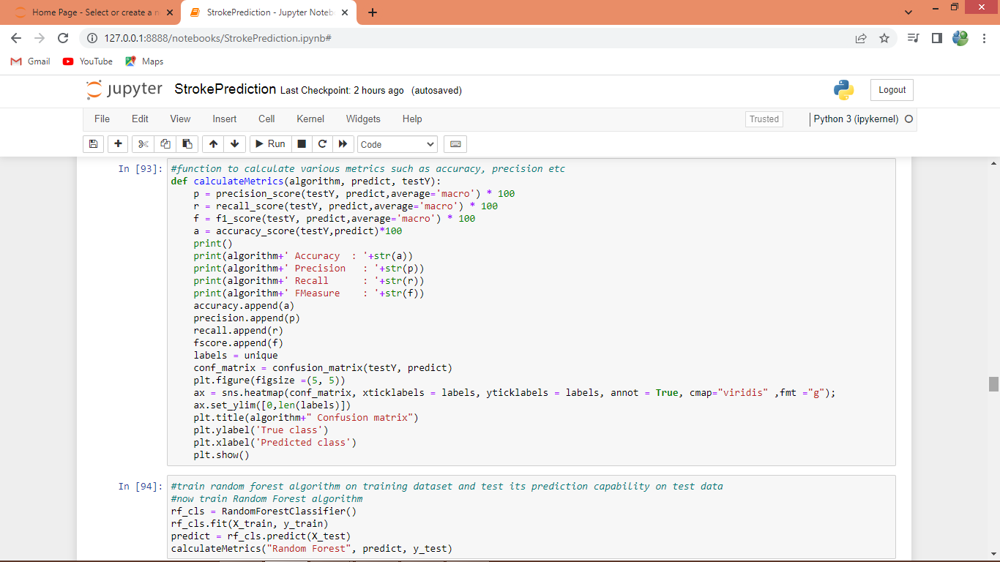 Home Page - Select or create a n
StrokePrediction - Jupyter Noteb
127.0.0.1:8888/notebooks/StrokePrediction.ipynb#
Gmail YouTube Maps
jupyter StrokePrediction Last Checkpoint: 2 hours ago (autosaved)
Logout
File Edit View Insert Cell Kernel Widgets Help
Trusted
Python 3 (ipykernel)
Run
Code
In [93]: #function to calculate various metrics such as accuracy, precision etc
def calculateMetrics(algorithm, predict, testY):
    p = precision_score(testY, predict,average='macro') * 100
    r = recall_score(testY, predict,average='macro') * 100
    f = f1_score(testY, predict,average='macro') * 100
    a = accuracy_score(testY,predict)*100
    print()
    print(algorithm+' Accuracy  : '+str(a))
    print(algorithm+' Precision   : '+str(p))
    print(algorithm+' Recall      : '+str(r))
    print(algorithm+' FMeasure    : '+str(f))
    accuracy.append(a)
    precision.append(p)
    recall.append(r)
    fscore.append(f)
    labels = unique
    conf_matrix = confusion_matrix(testY, predict)
    plt.figure(figsize =(5, 5))
    ax = sns.heatmap(conf_matrix, xticklabels = labels, yticklabels = labels, annot = True, cmap="viridis" ,fmt ="g");
    ax.set_ylim([0,len(labels)])
    plt.title(algorithm+" Confusion matrix")
    plt.ylabel('True class')
    plt.xlabel('Predicted class')
    plt.show()
In [94]: #train random forest algorithm on training dataset and test its prediction capability on test data
#now train Random Forest algorithm
rf_cls = RandomForestClassifier()
rf_cls.fit(X_train, y_train)
predict = rf_cls.predict(X_test)
calculateMetrics("Random Forest", predict, y_test)